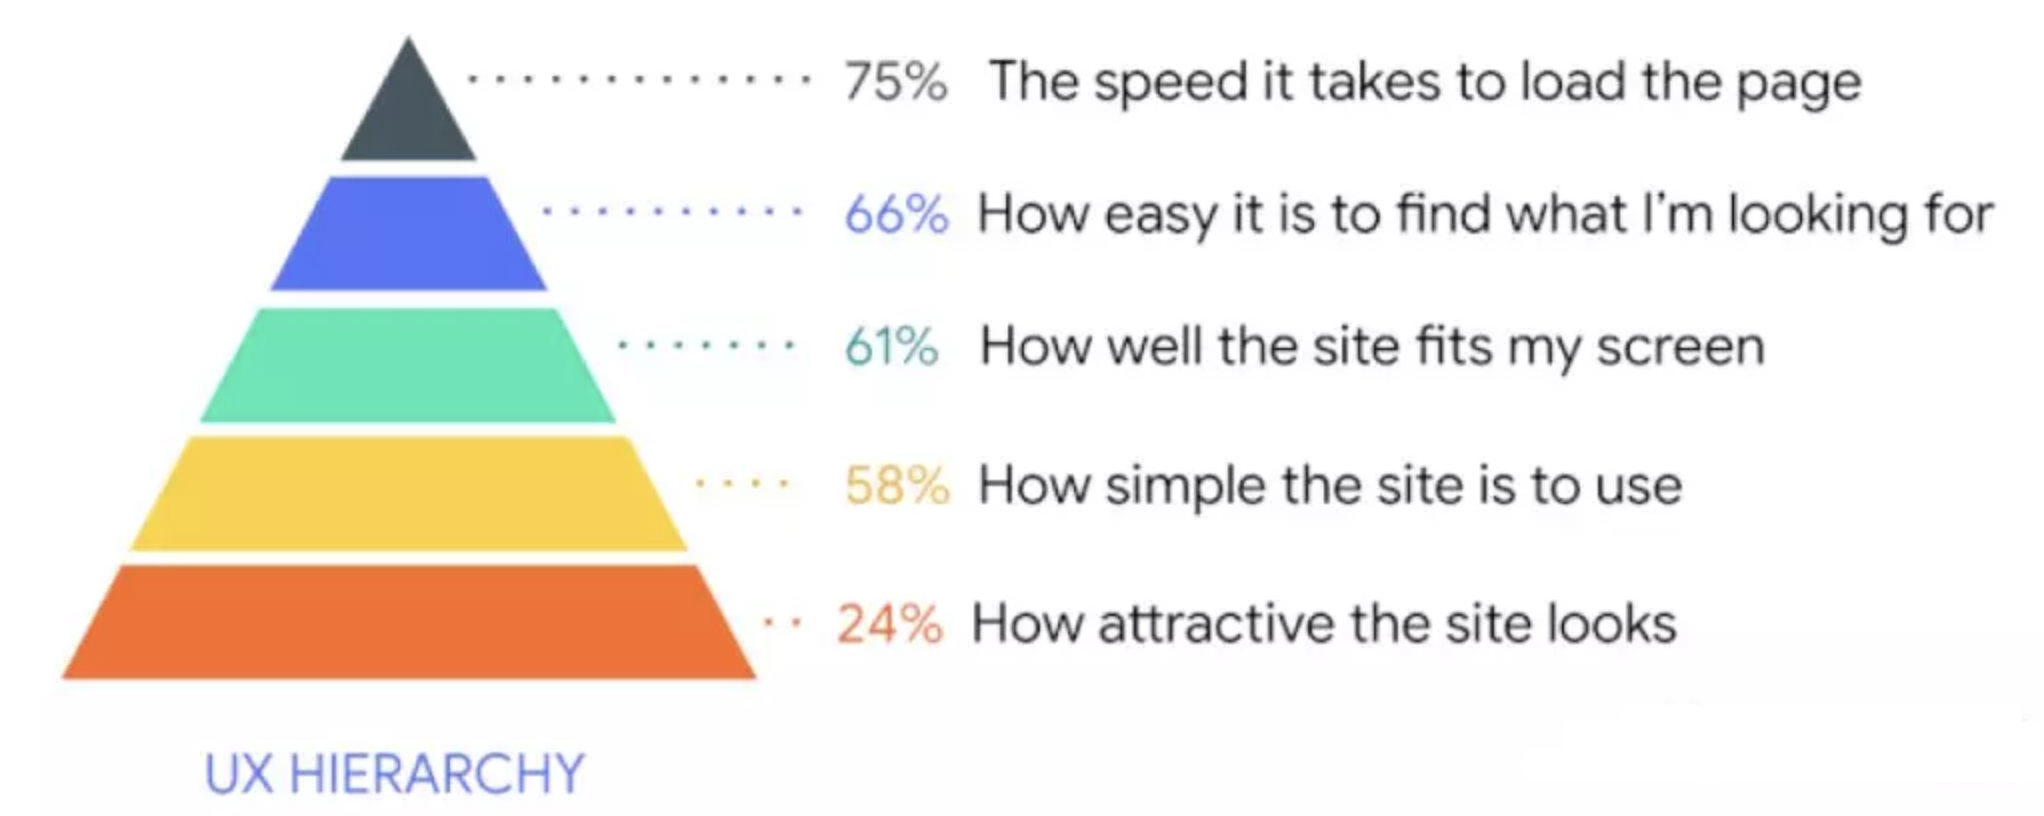 75% The speed it takes to load the page
66% How easy it is to find what I'm looking for
61% How well the site fits my screen
58% How simple the site is to use
24% How attractive the site looks
UX HIERARCHY